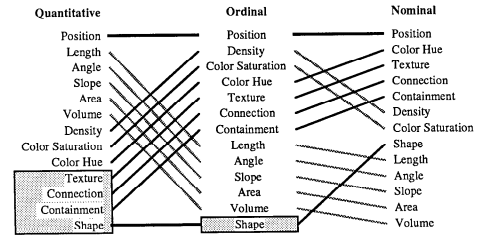 Quantitative
Position
Length
Angle
Slope
Area
Volume
Density
Color Saturation
Color Hue
Texture
Connection
Containment
Shape
Ordinal
Position
Density
Color Saturation
Color Hue
Texture
Connection
Containment
Length
Angle
Slope
Area
Volume
Shape
Nominal
Position
Color Hue
Texture
Connection
Containment
Density
Color Saturation
Shape
Length
Angle
Slope
Area
Volume